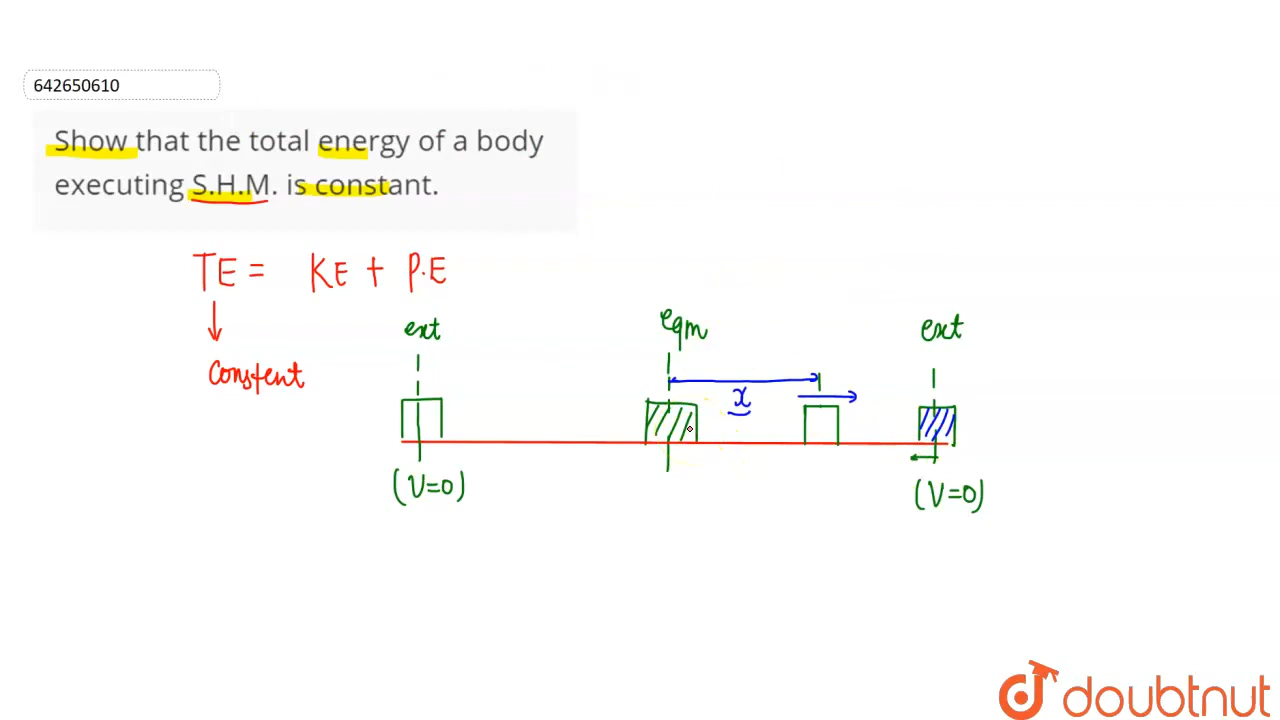 642650610
Show that the total energy of a body
executing S.H.M. is constant.
TE = KE + P.E
Constent
ext
eqm
ext
x
(V=0)
(V=0)
doubtnut